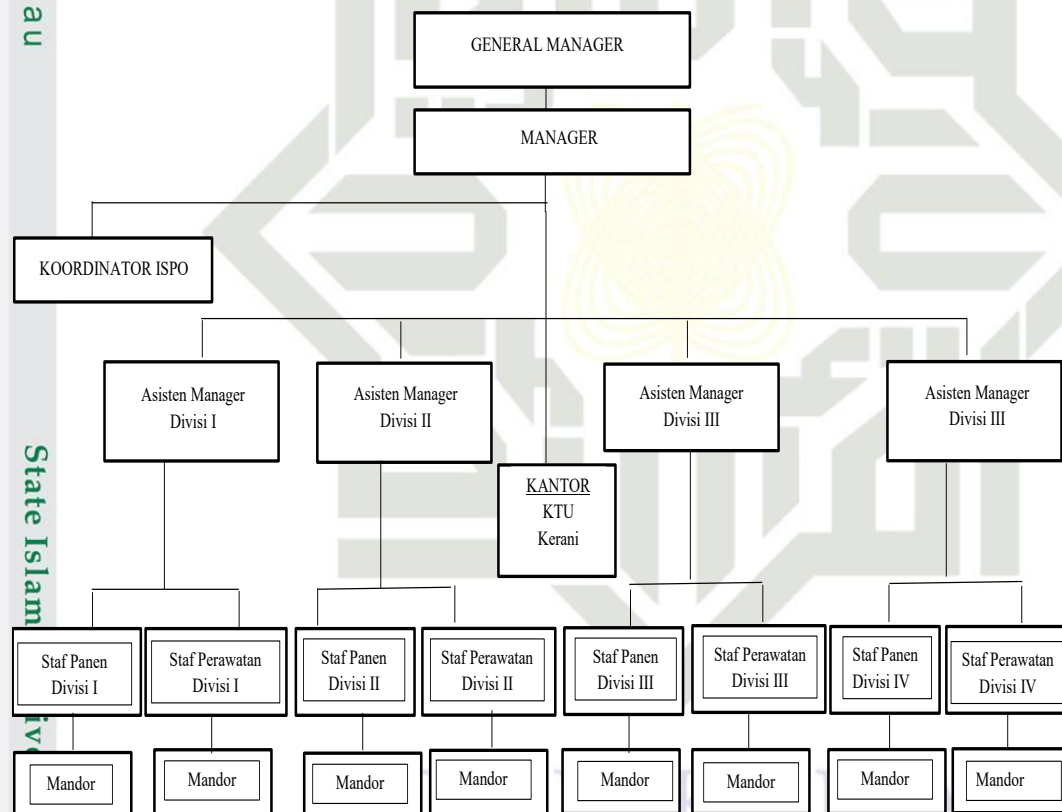 au
State Islam
ive
GENERAL MANAGER
MANAGER
KOORDINATOR ISPO
Asisten Manager
Divisi I
Asisten Manager
Divisi II
Asisten Manager
Divisi III
Asisten Manager
Divisi III
KANTOR
KTU
Kerani
Staf Panen
Divisi I
Staf Perawatan
Divisi I
Staf Panen
Divisi II
Staf Perawatan
Divisi II
Staf Panen
Divisi III
Staf Perawatan
Divisi III
Staf Panen
Divisi IV
Staf Perawatan
Divisi IV
Mandor
Mandor
Mandor
Mandor
Mandor
Mandor
Mandor
Mandor